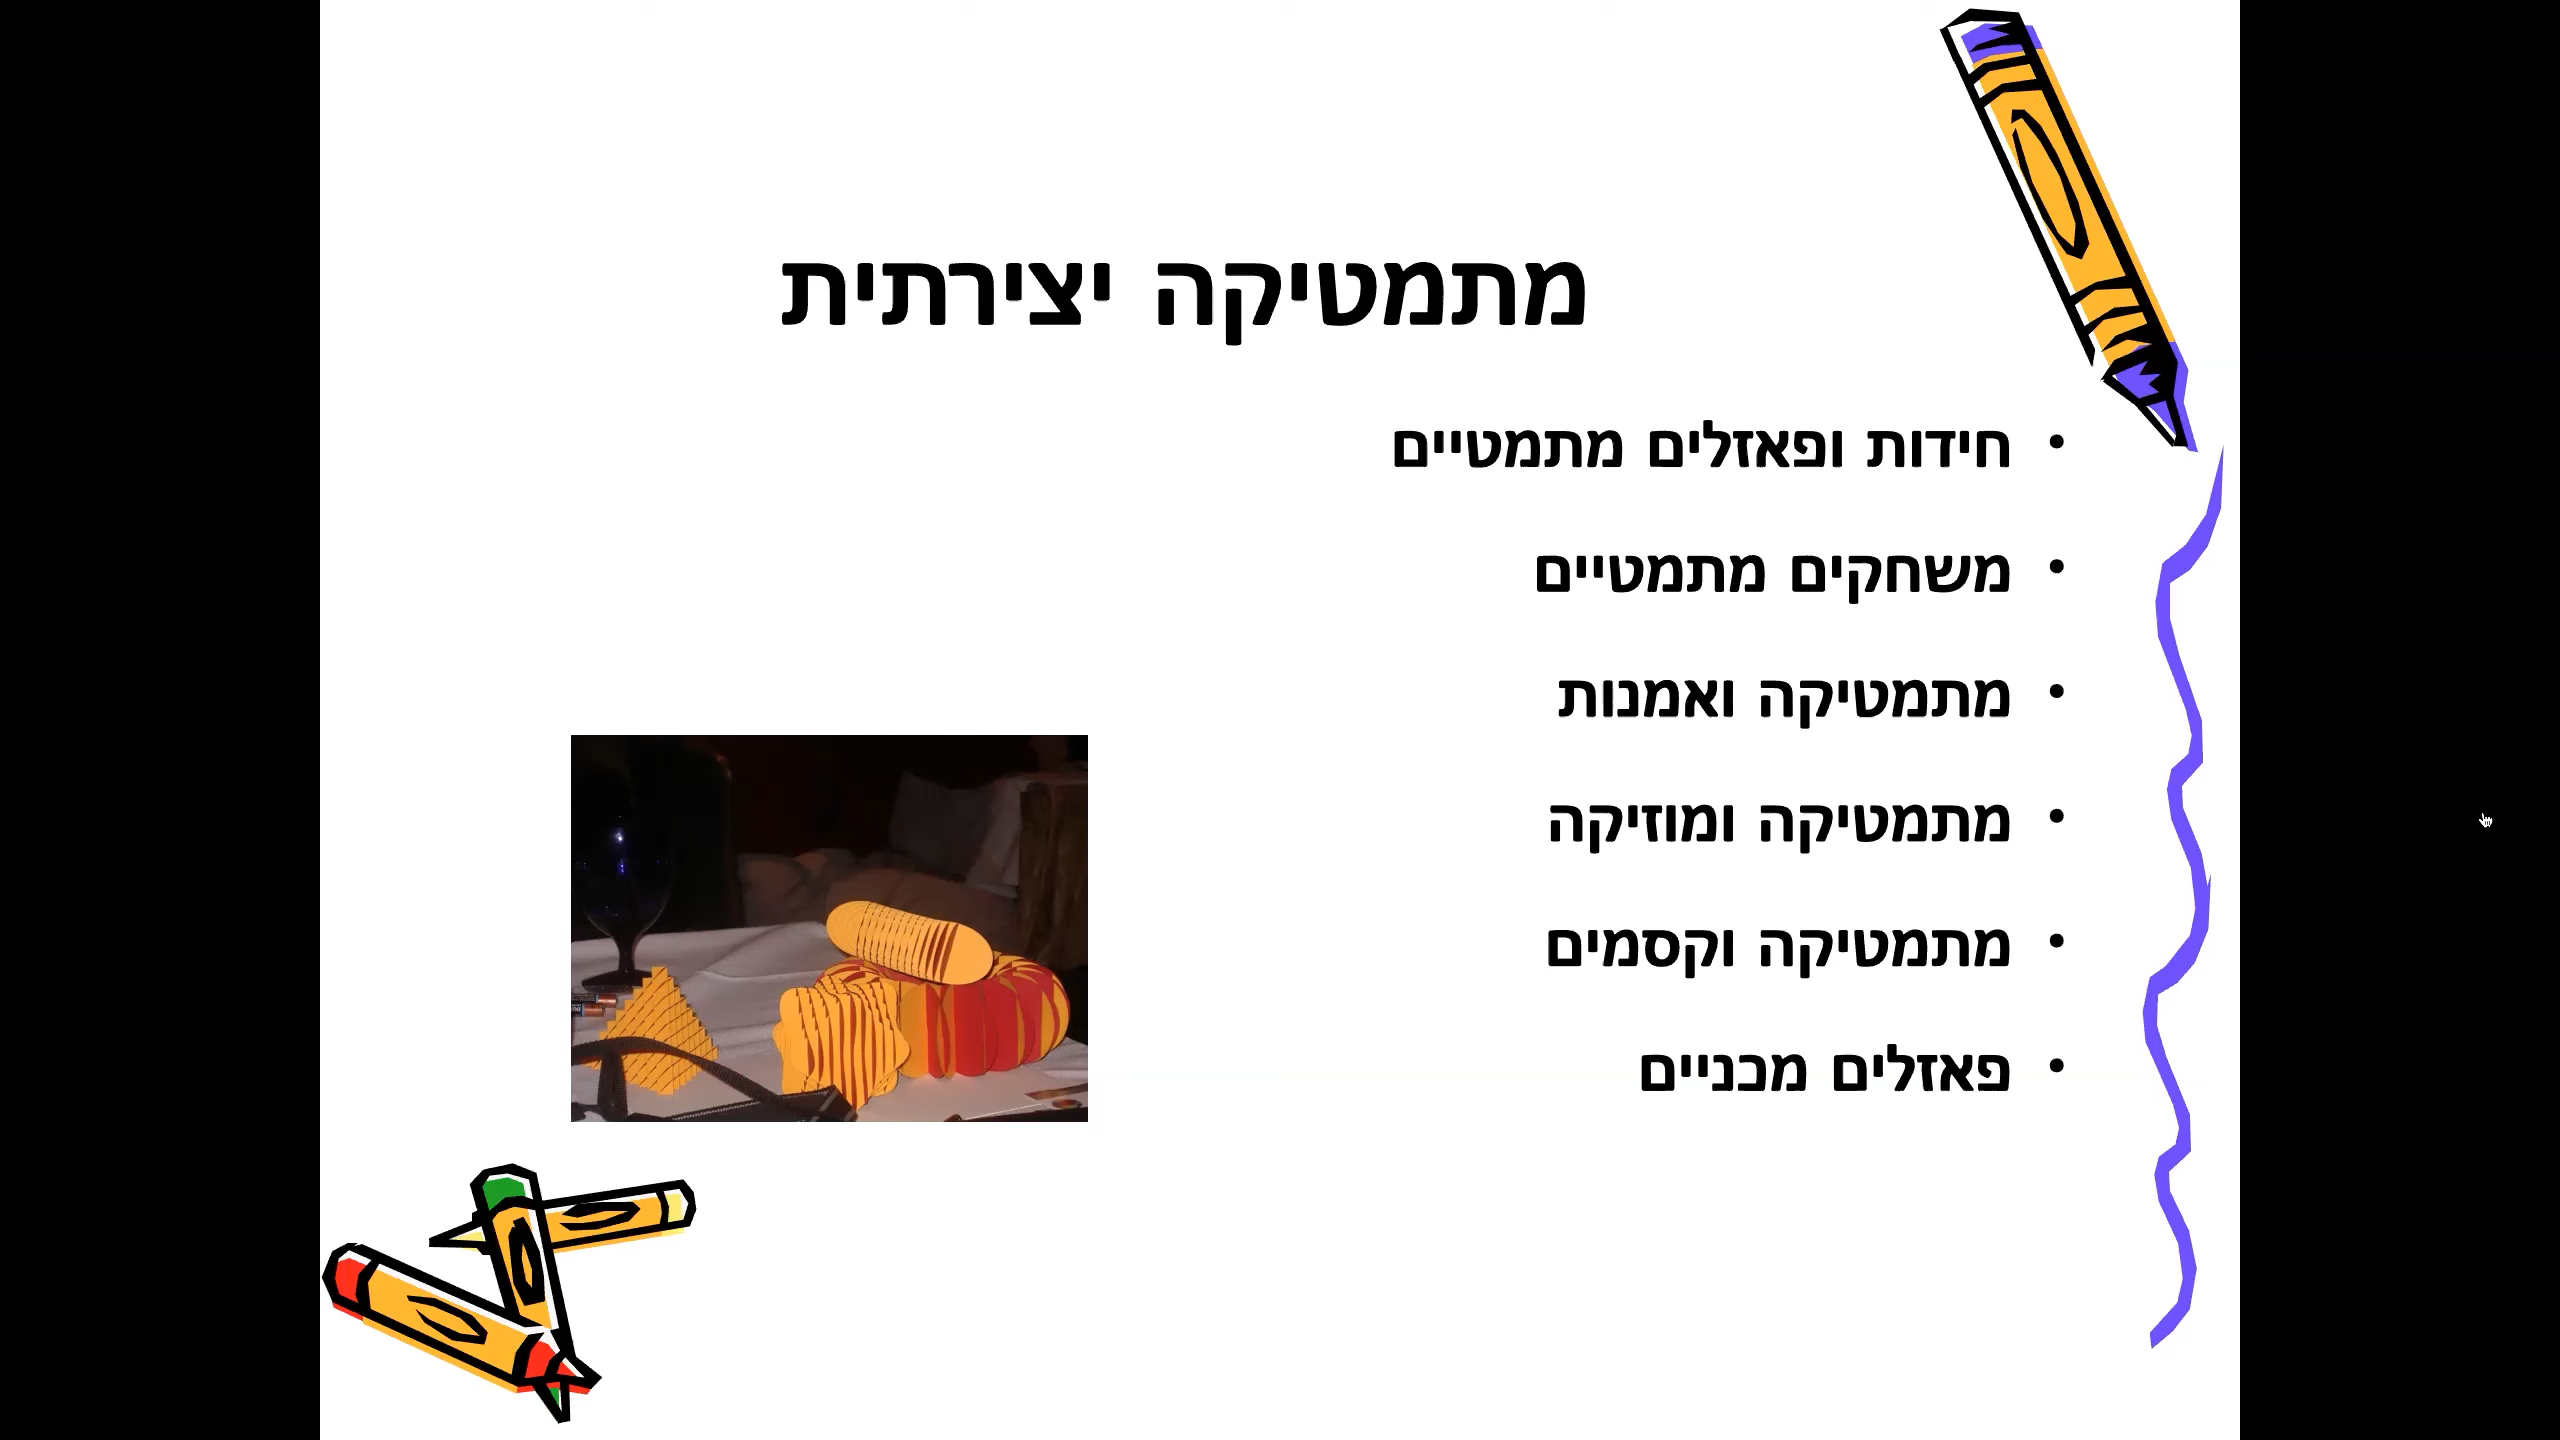 מתמטיקה יצירתית
• חידות ופאזלים מתמטיים
• משחקים מתמטיים
• מתמטיקה ואמנות
• מתמטיקה ומוזיקה
• מתמטיקה וקסמים
• פאזלים מכניים